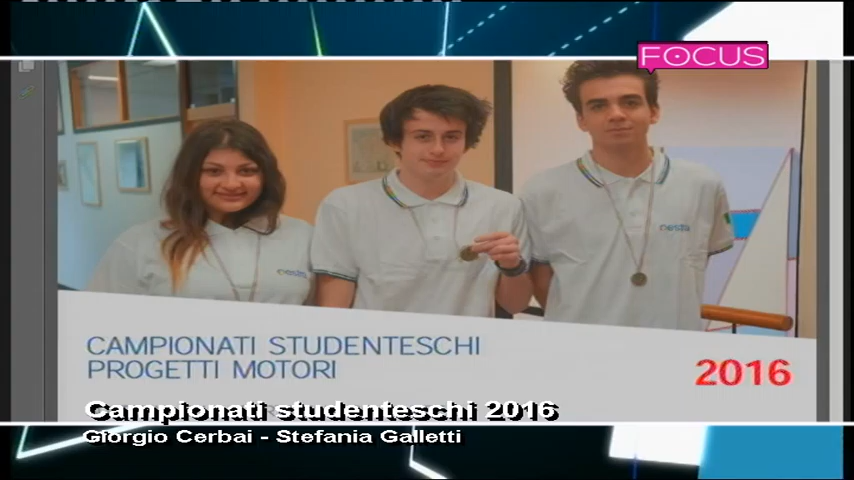 FOCUS
CAMPIONATI STUDENTESCHI
PROGETTI MOTORI
2016
Campionati studenteschi 2016
Giorgio Cerbai - Stefania Galletti